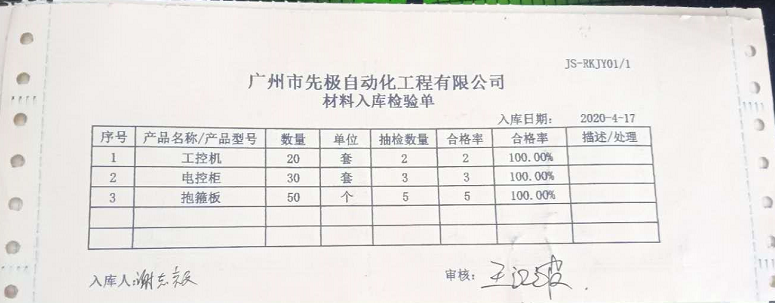 JS-RKJY01/1
广州市先极自动化工程有限公司
材料入库检验单
入库日期： 2020-4-17
序号 产品名称/产品型号 数量 单位 抽检数量 合格率 合格率 描述/处理
1 工控机 20 套 2 2 100.00%
2 电控柜 30 套 3 3 100.00%
3 抱箍板 50 个 5 5 100.00%
入库人: 审核: